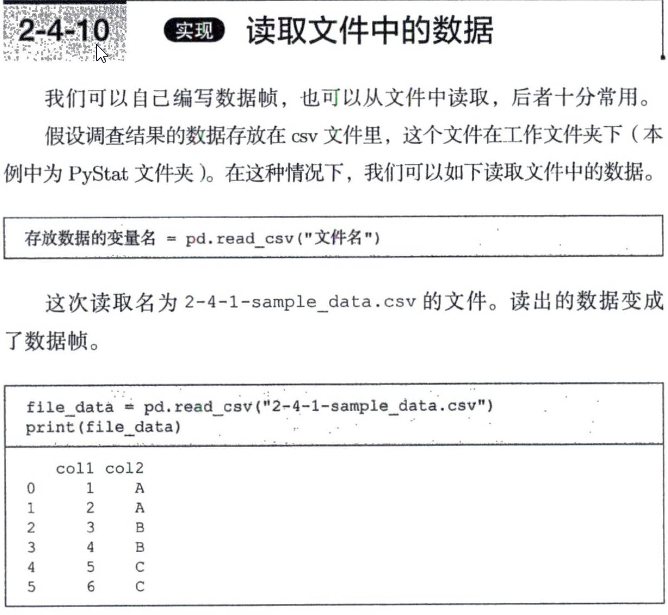 2-4-10 实现 读取文件中的数据
我们可以自己编写数据帧，也可以从文件中读取，后者十分常用。
假设调查结果的数据存放在 csv 文件里，这个文件在工作文件夹下（本
例中为 PyStat 文件夹）。在这种情况下，我们可以如下读取文件中的数据。
存放数据的变量名 = pd.read_csv("文件名")
这次读取名为 2-4-1-sample_data.csv 的文件。读出的数据变成
了数据帧。
file_data = pd.read_csv("2-4-1-sample_data.csv")
print(file_data)
col1 col2
0 1 A
1 2 A
2 3 B
3 4 B
4 5 C
5 6 C